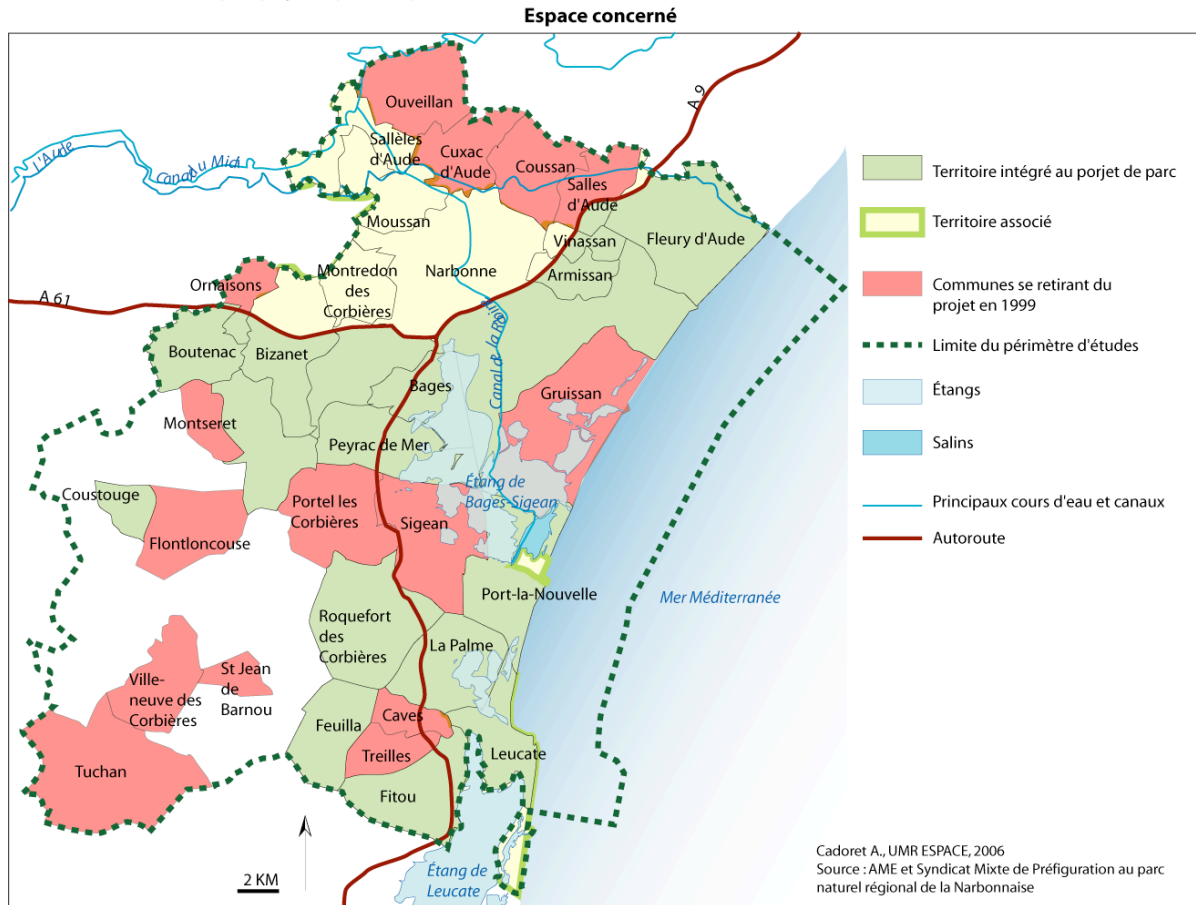 Espace concerné
Ouveillan
A 9
Sallèles
d'Aude
Cuxac
d'Aude
Coussan
Salles
d'Aude
L'Aude
Canal du Midi
Moussan
Vinassan
Fleury d'Aude
Armissan
Narbonne
Montredon
des
Corbières
Ornaisons
A 61
Canal de la Robine
Boutenac
Bizanet
Bages
Gruissan
Montseret
Peyrac de Mer
Étang de
Bages-Sigean
Coustouge
Portel les
Corbières
Sigean
Flontloncouse
Port-la-Nouvelle
Mer Méditerranée
Roquefort
des
Corbières
La Palme
St Jean
de
Barnou
Ville-
neuve des
Corbières
Caves
Feuilla
Treilles
Leucate
Tuchan
Fitou
2 KM
Étang de
Leucate
Territoire intégré au porjet de parc
Territoire associé
Communes se retirant du
projet en 1999
Limite du périmètre d'études
Étangs
Salins
Principaux cours d'eau et canaux
Autoroute
Cadoret A., UMR ESPACE, 2006
Source : AME et Syndicat Mixte de Préfiguration au parc
naturel régional de la Narbonnaise